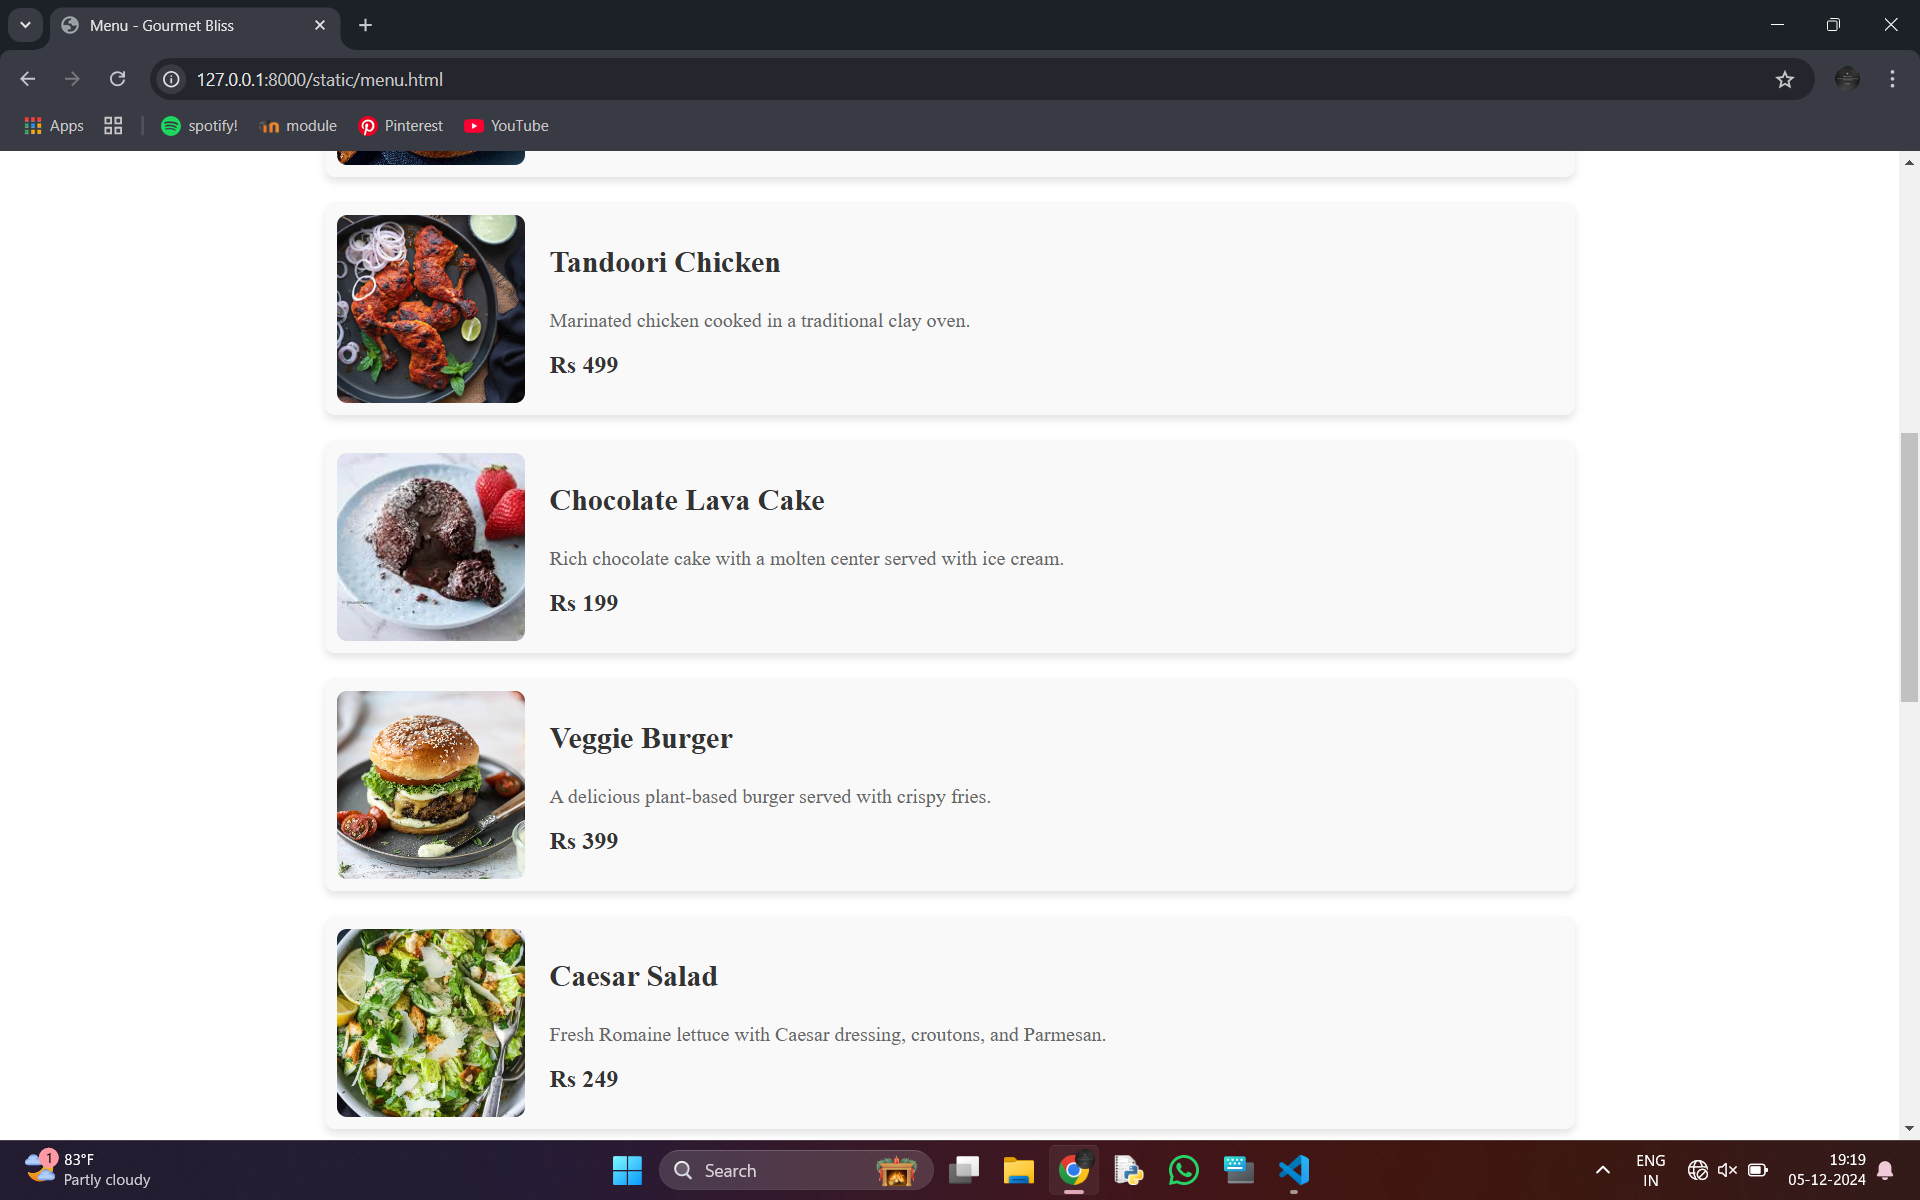 Menu - Gourmet Bliss
127.0.0.1:8000/static/menu.html
Apps
spotify!
module
Pinterest
YouTube
Tandoori Chicken
Marinated chicken cooked in a traditional clay oven.
Rs 499
Chocolate Lava Cake
Rich chocolate cake with a molten center served with ice cream.
Rs 199
Veggie Burger
A delicious plant-based burger served with crispy fries.
Rs 399
Caesar Salad
Fresh Romaine lettuce with Caesar dressing, croutons, and Parmesan.
Rs 249
1
83°F
Partly cloudy
Search
ENG
IN
19:19
05-12-2024